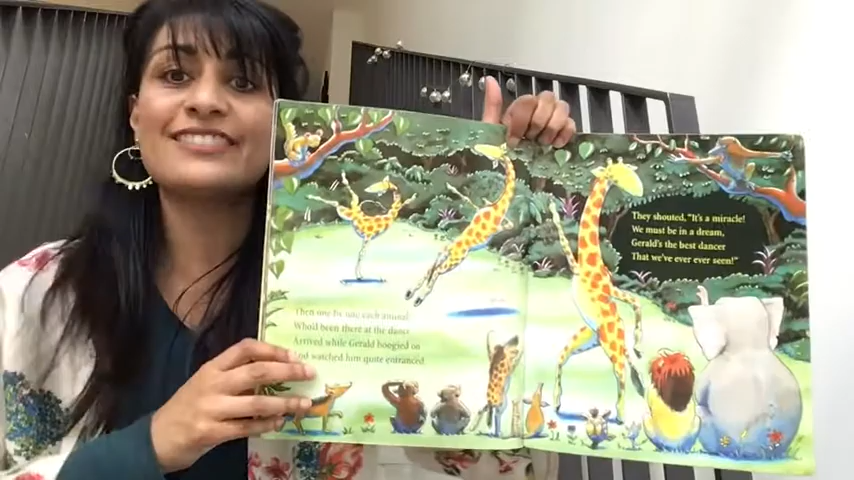 Then one by one each animal
Who'd been there at the dance
Arrived while Gerald boogied on
And watched him quite entranced.
They shouted, "It's a miracle!
We must be in a dream,
Gerald's the best dancer
That we've ever ever seen!"